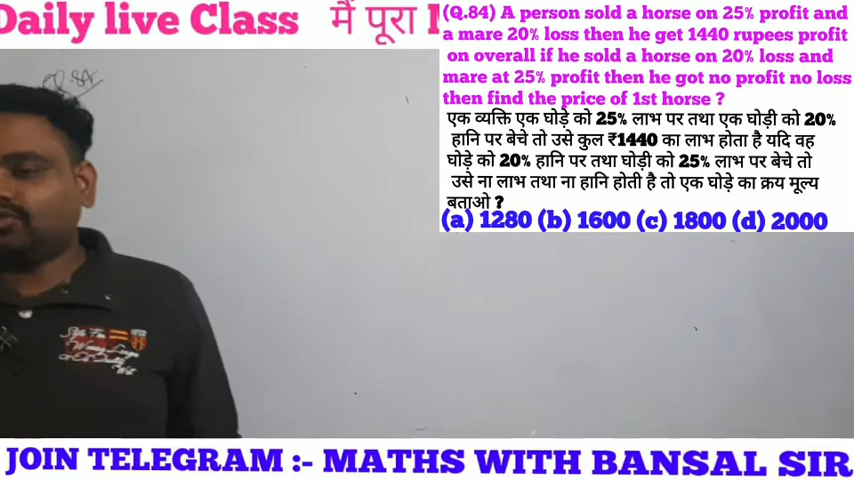 Daily live Class में पूरा
(Q.84) A person sold a horse on 25% profit and
a mare 20% loss then he get 1440 rupees profit
on overall if he sold a horse on 20% loss and
mare at 25% profit then he got no profit no loss
then find the price of 1st horse ?
एक व्यक्ति एक घोड़े को 25% लाभ पर तथा एक घोड़ी को 20%
हानि पर बेचे तो उसे कुल ₹1440 का लाभ होता है यदि वह
घोड़े को 20% हानि पर तथा घोड़ी को 25% लाभ पर बेचे तो
उसे ना लाभ तथा ना हानि होती है तो एक घोड़े का क्रय मूल्य
बताओ ?
(a) 1280 (b) 1600 (c) 1800 (d) 2000
Q.84
JOIN TELEGRAM :- MATHS WITH BANSAL SIR